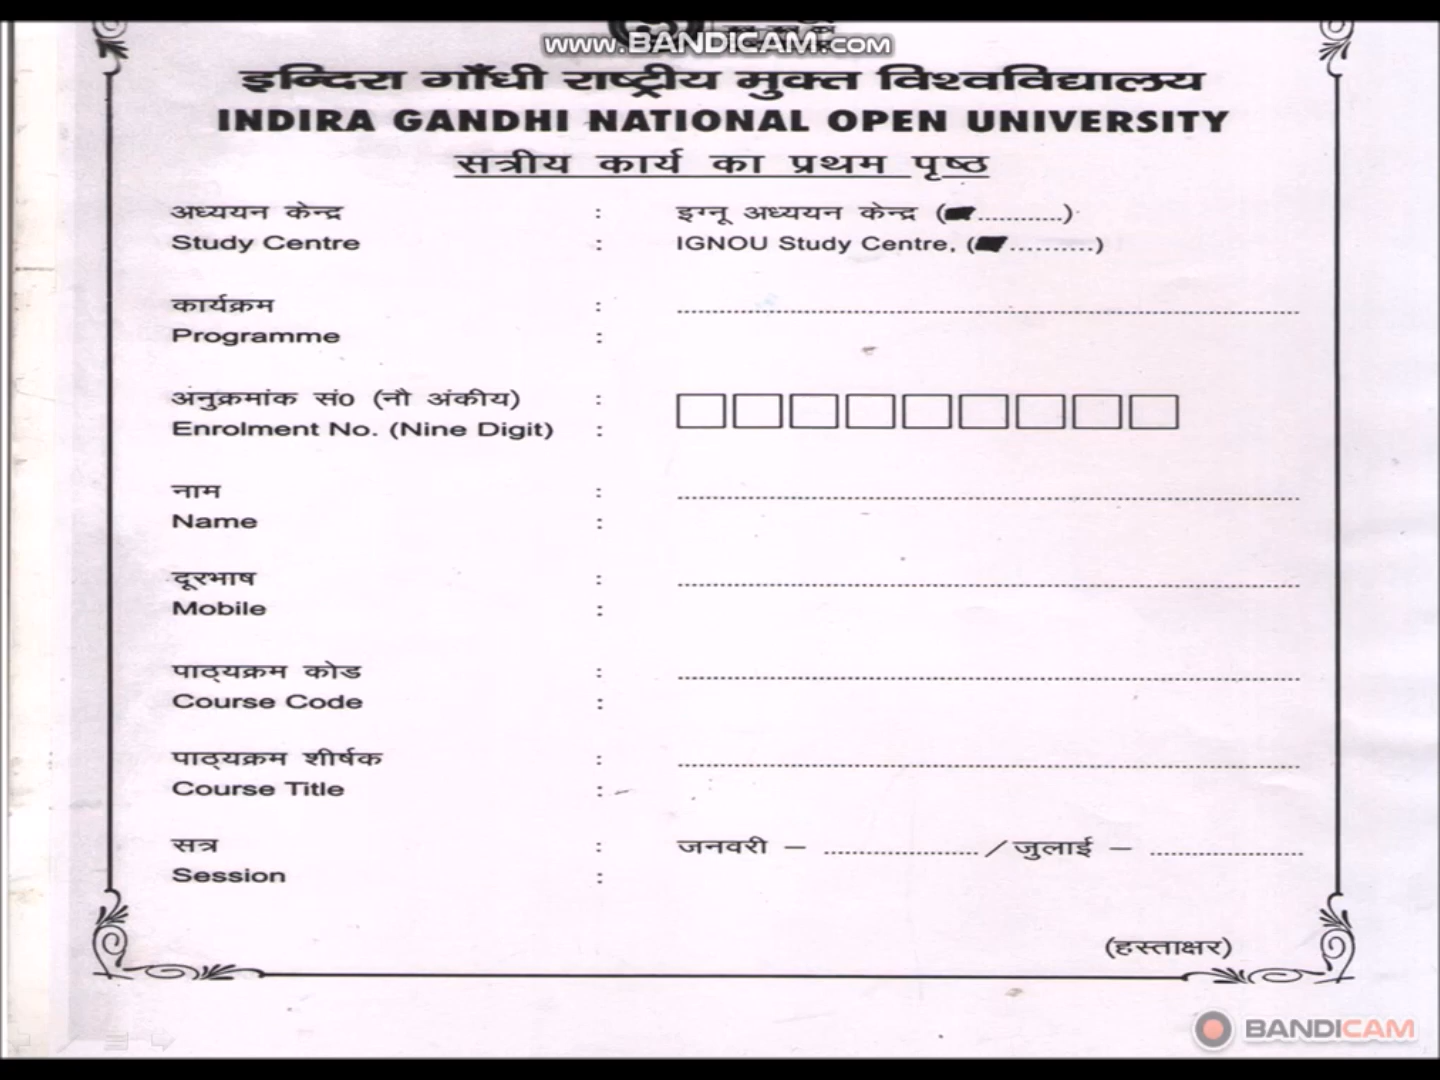 www.BANDICAM.com
इन्दिरा गाँधी राष्ट्रीय मुक्त विश्वविद्यालय
INDIRA GANDHI NATIONAL OPEN UNIVERSITY
सत्रीय कार्य का प्रथम पृष्ठ
अध्ययन केन्द्र : इग्नू अध्ययन केन्द्र (............)
Study Centre : IGNOU Study Centre, (............)
कार्यक्रम : ............................................................
Programme :
अनुक्रमांक सं0 (नौ अंकीय) :
Enrolment No. (Nine Digit) :
नाम : ............................................................
Name :
दूरभाष : ............................................................
Mobile :
पाठ्यक्रम कोड : ............................................................
Course Code :
पाठ्यक्रम शीर्षक : ............................................................
Course Title :
सत्र : जनवरी – .................... / जुलाई – ....................
Session :
(हस्ताक्षर)
BANDICAM